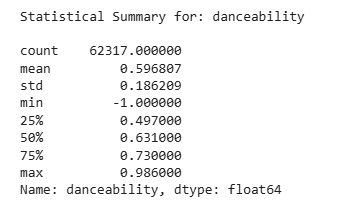 Statistical Summary for: danceability
count 62317.000000
mean 0.596807
std 0.186209
min -1.000000
25% 0.497000
50% 0.631000
75% 0.730000
max 0.986000
Name: danceability, dtype: float64